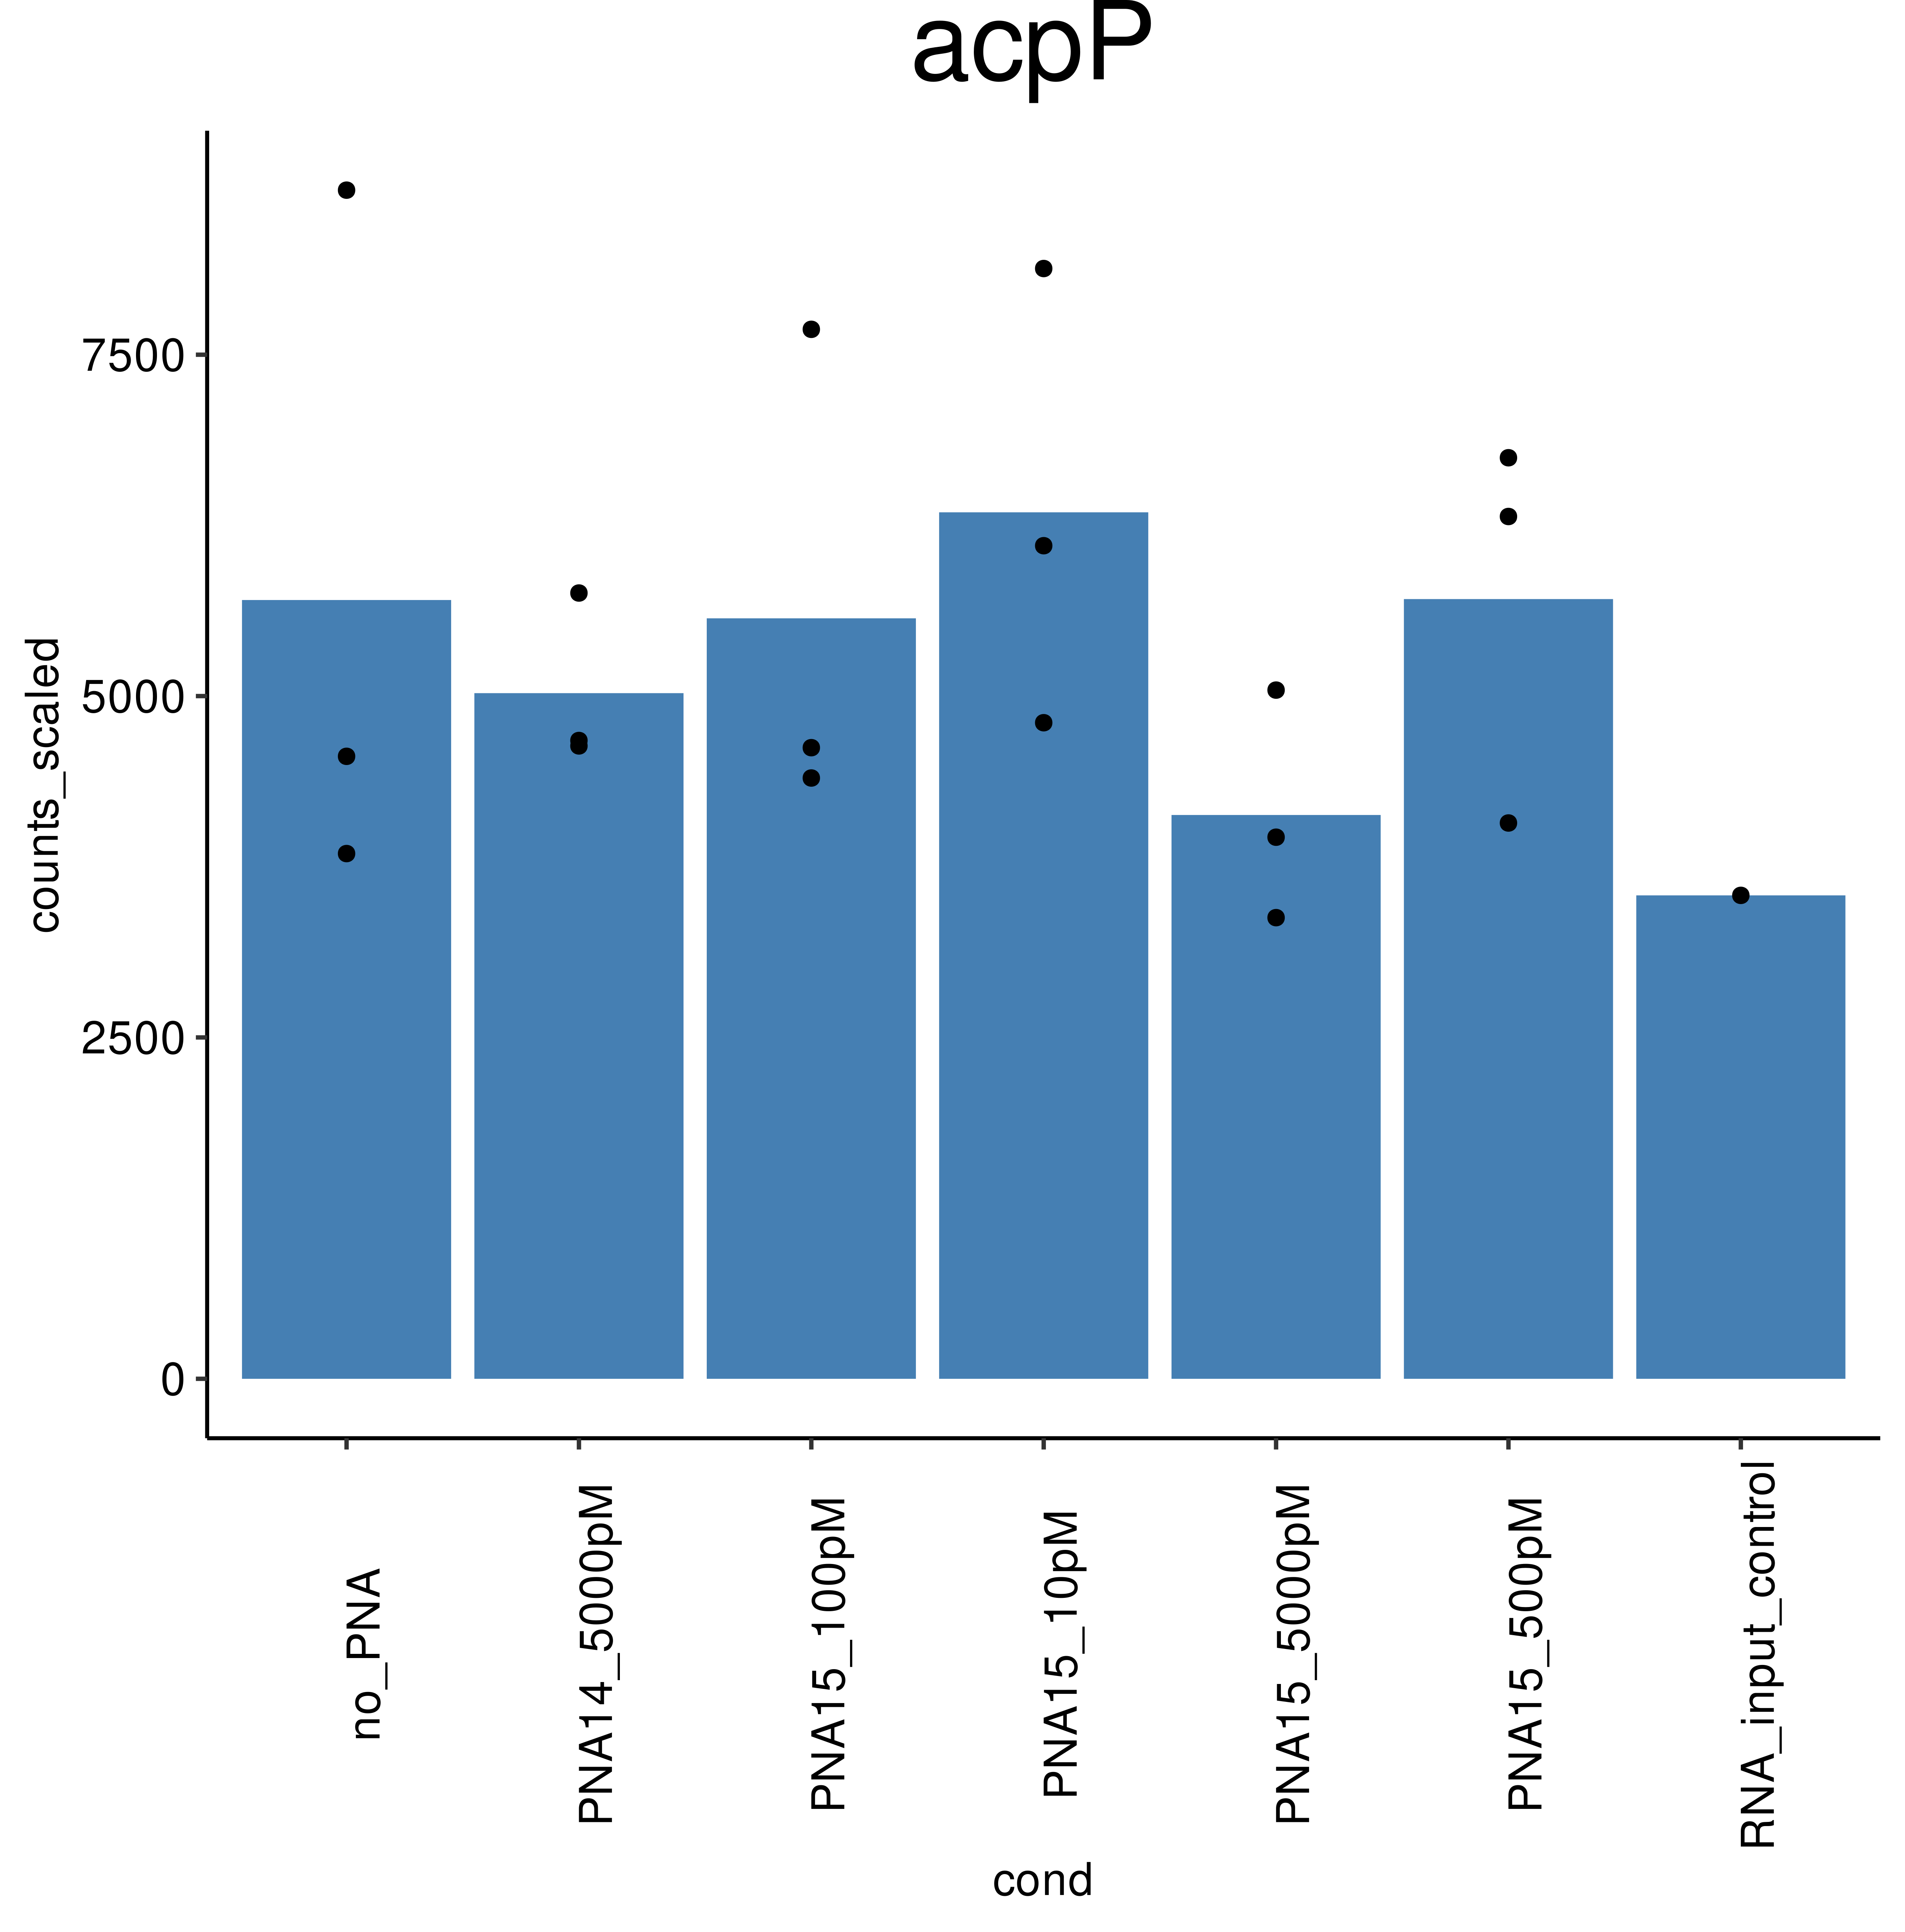 acpP
counts_scaled
7500
5000
2500
0
no_PNA
PNA14_5000pM
PNA15_100pM
PNA15_10pM
PNA15_5000pM
PNA15_500pM
RNA_input_control
cond